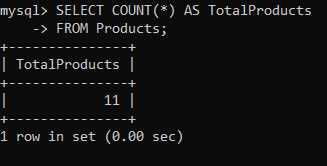 mysql> SELECT COUNT(*) AS TotalProducts
    -> FROM Products;
+---------------+
| TotalProducts |
+---------------+
|            11 |
+---------------+
1 row in set (0.00 sec)